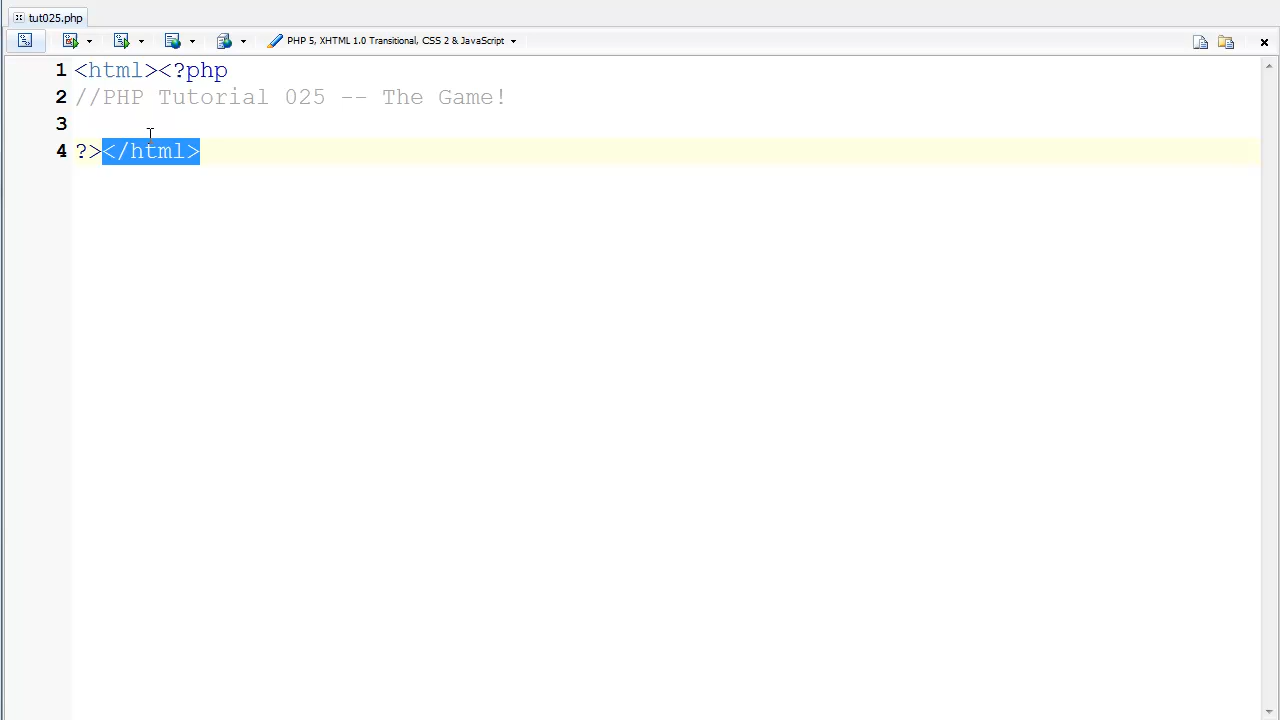 tut025.php
PHP 5, XHTML 1.0 Transitional, CSS 2 & JavaScript
1 <html><?php
2 //PHP Tutorial 025 -- The Game!
3
4 ?></html>